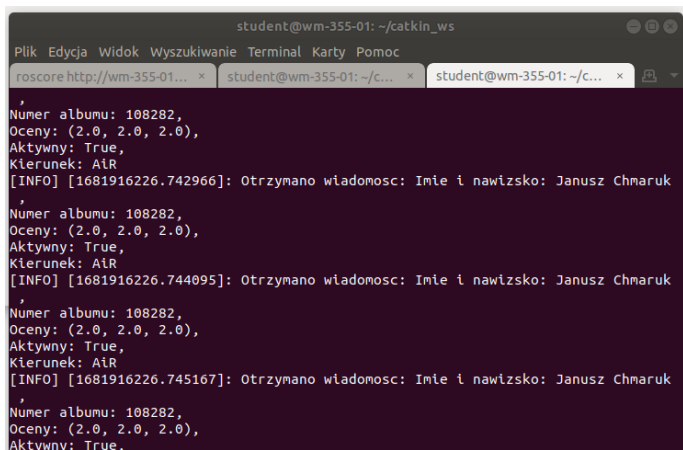 student@wm-355-01: ~/catkin_ws
Plik Edycja Widok Wyszukiwanie Terminal Karty Pomoc
roscore http://wm-355-01... × student@wm-355-01: ~/c... × student@wm-355-01: ~/c... ×
,
Numer albumu: 108282,
Oceny: (2.0, 2.0, 2.0),
Aktywny: True,
Kierunek: AiR
[INFO] [1681916226.742966]: Otrzymano wiadomosc: Imie i nawizsko: Janusz Chmaruk
,
Numer albumu: 108282,
Oceny: (2.0, 2.0, 2.0),
Aktywny: True,
Kierunek: AiR
[INFO] [1681916226.744095]: Otrzymano wiadomosc: Imie i nawizsko: Janusz Chmaruk
,
Numer albumu: 108282,
Oceny: (2.0, 2.0, 2.0),
Aktywny: True,
Kierunek: AiR
[INFO] [1681916226.745167]: Otrzymano wiadomosc: Imie i nawizsko: Janusz Chmaruk
,
Numer albumu: 108282,
Oceny: (2.0, 2.0, 2.0),
Aktywny: True,